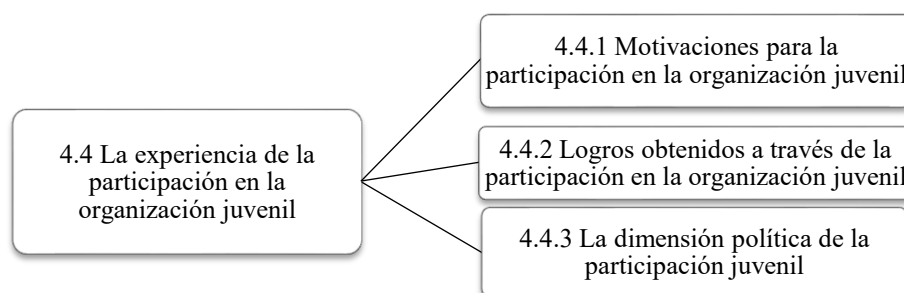 4.4 La experiencia de la
participación en la
organización juvenil
4.4.1 Motivaciones para la
participación en la organización juvenil
4.4.2 Logros obtenidos a través de la
participación en la organización juvenil
4.4.3 La dimensión política de la
participación juvenil